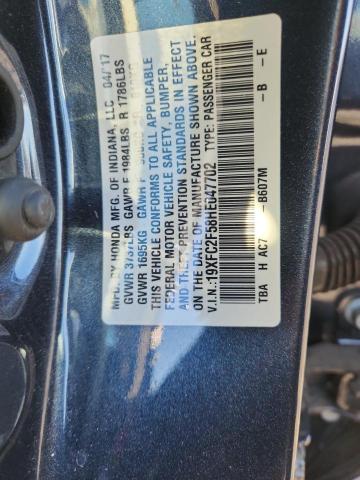 MFD. BY HONDA MFG. OF INDIANA, LLC 04/17
GVWR 3737LBS GAWR F 1984LBS R 1786LBS
GVWR 1695KG GAWR F
THIS VEHICLE CONFORMS TO ALL APPLICABLE
FEDERAL MOTOR VEHICLE SAFETY, BUMPER,
AND THEFT PREVENTION STANDARDS IN EFFECT
ON THE DATE OF MANUFACTURE SHOWN ABOVE.
V.I.N.:19XFC2F58HE047702 TYPE: PASSENGER CAR
TBA H AC7 -B607M -B -E